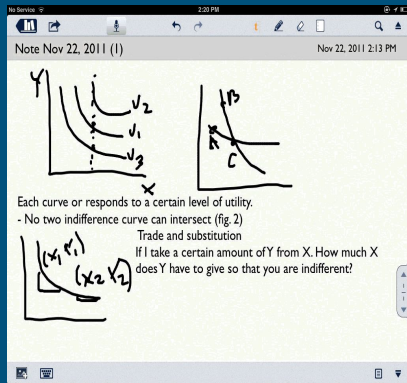 No Service
2:20 PM
Note Nov 22, 2011 (1)
Nov 22, 2011 2:13 PM
Y
U2
U1
U3
X
B
A
C
Each curve or responds to a certain level of utility.
- No two indifference curve can intersect (fig. 2)
Trade and substitution
(X1 Y1)
If I take a certain amount of Y from X. How much X
(X2 Y2)
does Y have to give so that you are indifferent?